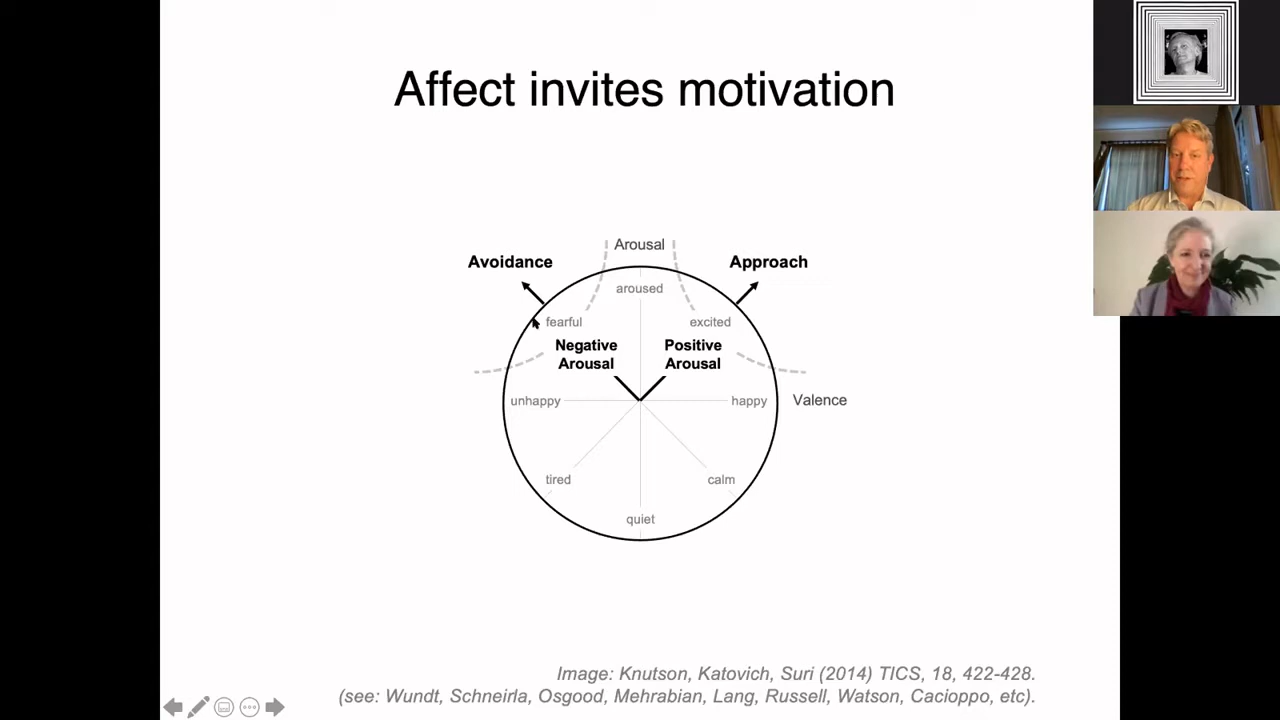 Affect invites motivation
Arousal
Avoidance
Approach
aroused
fearful
excited
Negative
Arousal
Positive
Arousal
unhappy
happy
Valence
tired
calm
quiet
Image: Knutson, Katovich, Suri (2014) TICS, 18, 422-428.
(see: Wundt, Schneirla, Osgood, Mehrabian, Lang, Russell, Watson, Cacioppo, etc).